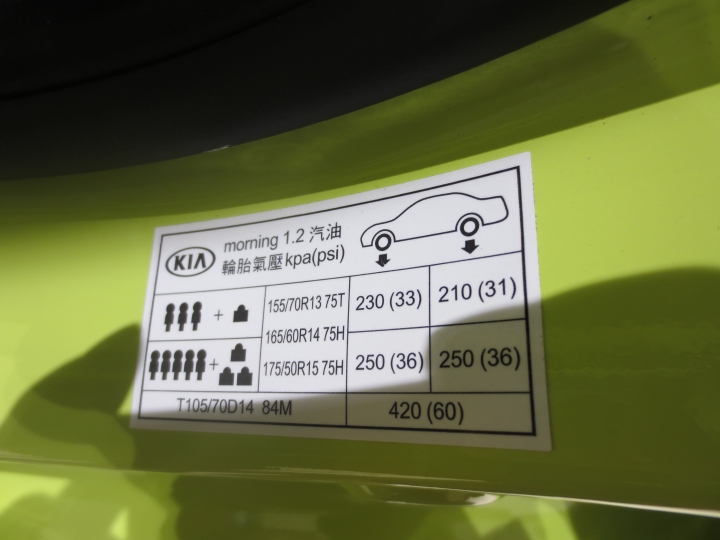 KIA
morning 1.2 汽油
輪胎氣壓kpa(psi)
155/70R13 75T
165/60R14 75H
175/50R15 75H
230 (33)
210 (31)
250 (36)
250 (36)
T105/70D14 84M
420 (60)